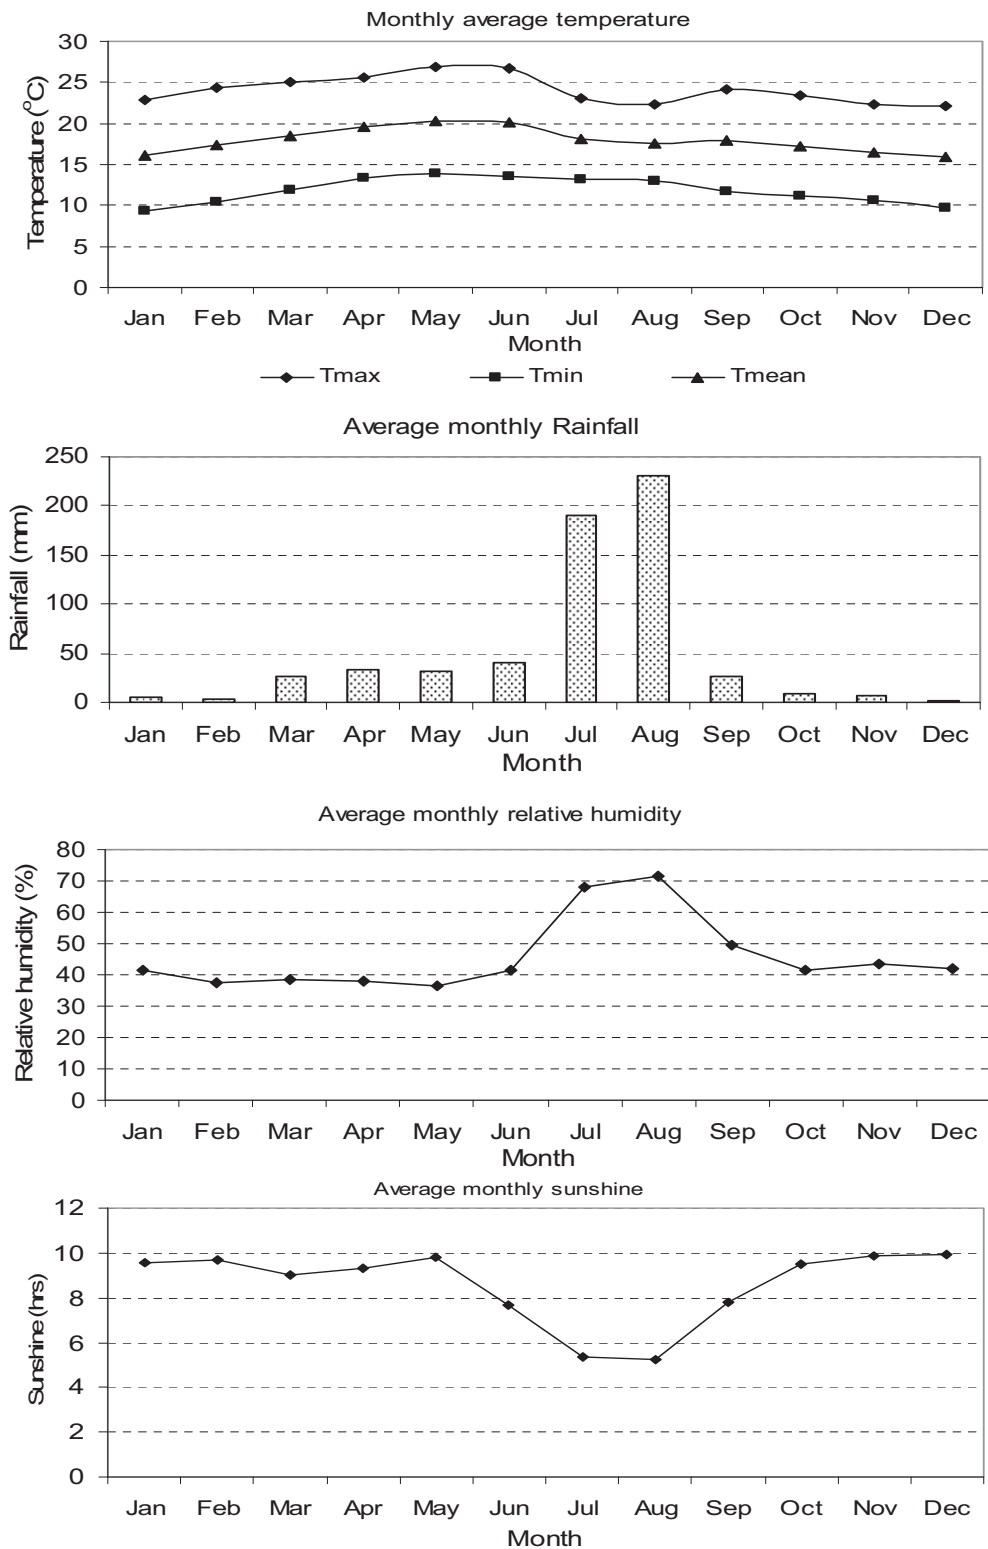 Monthly average temperature
Temperature (°C)
30
25
20
15
10
5
0
Jan Feb Mar Apr May Jun Jul Aug Sep Oct Nov Dec
Month
Tmax Tmin Tmean
Average monthly Rainfall
Rainfall (mm)
250
200
150
100
50
0
Jan Feb Mar Apr May Jun Jul Aug Sep Oct Nov Dec
Month
Average monthly relative humidity
Relative humidity (%)
80
70
60
50
40
30
20
10
0
Jan Feb Mar Apr May Jun Jul Aug Sep Oct Nov Dec
Month
Average monthly sunshine
Sunshine (hrs)
12
10
8
6
4
2
0
Jan Feb Mar Apr May Jun Jul Aug Sep Oct Nov Dec
Month